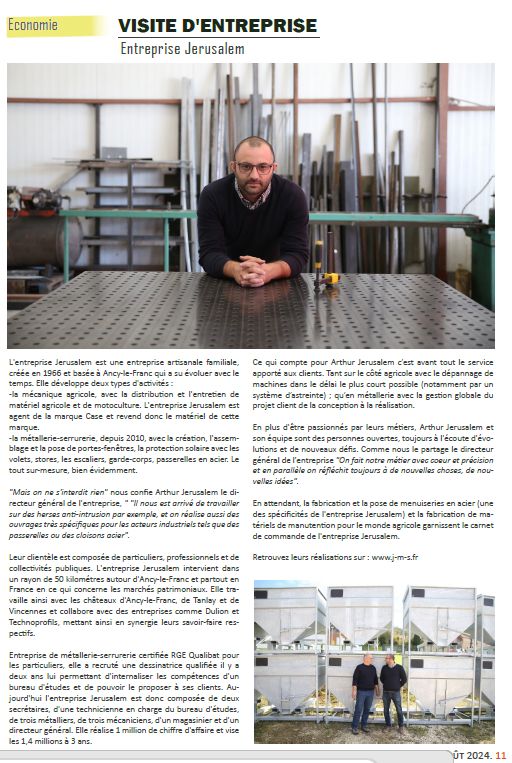 Economie
VISITE D'ENTREPRISE
Entreprise Jerusalem
L'entreprise Jerusalem est une entreprise artisanale familiale,
créée en 1966 et basée à Ancy-le-Franc qui a su évoluer avec le
temps. Elle développe deux types d'activités :
-la mécanique agricole, avec la distribution et l'entretien de
matériel agricole et de motoculture. L'entreprise Jerusalem est
agent de la marque Case et revend donc le matériel de cette
marque.
-la métallerie-serrurerie, depuis 2010, avec la création, l'assem-
blage et la pose de portes-fenêtres, la protection solaire avec les
volets, stores, les escaliers, garde-corps, passerelles en acier. Le
tout sur-mesure, bien évidemment.
"Mais on ne s'interdit rien" nous confie Arthur Jerusalem le di-
recteur général de l'entreprise, " "Il nous est arrivé de travailler
sur des herses anti-intrusion par exemple, et on réalise aussi des
ouvrages très spécifiques pour les acteurs industriels tels que des
passerelles ou des cloisons acier".
Leur clientèle est composée de particuliers, professionnels et de
collectivités publiques. L'entreprise Jerusalem intervient dans
un rayon de 50 kilomètres autour d'Ancy-le-Franc et partout en
France en ce qui concerne les marchés patrimoniaux. Elle tra-
vaille ainsi avec les châteaux d'Ancy-le-Franc, de Tanlay et de
Vincennes et collabore avec des entreprises comme Dulion et
Technoprofils, mettant ainsi en synergie leurs savoir-faire res-
pectifs.
Entreprise de métallerie-serrurerie certifiée RGE Qualibat pour
les particuliers, elle a recruté une dessinatrice qualifiée il y a
deux ans lui permettant d'internaliser les compétences d'un
bureau d'études et de pouvoir le proposer à ses clients. Au-
jourd'hui l'entreprise Jerusalem est donc composée de deux
secrétaires, d'une technicienne en charge du bureau d'études,
de trois métalliers, de trois mécaniciens, d'un magasinier et d'un
directeur général. Elle réalise 1 million de chiffre d'affaire et vise
les 1,4 millions à 3 ans.
Ce qui compte pour Arthur Jerusalem c'est avant tout le service
apporté aux clients. Tant sur le côté agricole avec le dépannage de
machines dans le délai le plus court possible (notamment par un
système d'astreinte) ; qu'en métallerie avec la gestion globale du
projet client de la conception à la réalisation.
En plus d'être passionnés par leurs métiers, Arthur Jerusalem et
son équipe sont des personnes ouvertes, toujours à l'écoute d'évo-
lutions et de nouveaux défis. Comme nous le partage le directeur
général de l'entreprise "On fait notre métier avec coeur et précision
et en parallèle on réfléchit toujours à de nouvelles choses, de nou-
velles idées".
En attendant, la fabrication et la pose de menuiseries en acier (une
des spécificités de l'entreprise Jerusalem) et la fabrication de ma-
tériels de manutention pour le monde agricole garnissent le carnet
de commande de l'entreprise Jerusalem.
Retrouvez leurs réalisations sur : www.j-m-s.fr
ÛT 2024. 11